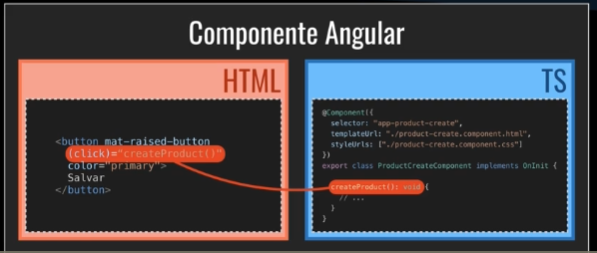 Componente Angular
HTML
<button mat-raised-button
(click)="createProduct()"
color="primary">
Salvar
</button>
TS
@Component({
selector: "app-product-create",
templateUrl: "./product-create.component.html",
styleUrls: ["./product-create.component.css"]
})
export class ProductCreateComponent implements OnInit {
createProduct(): void {
// ...
}
}